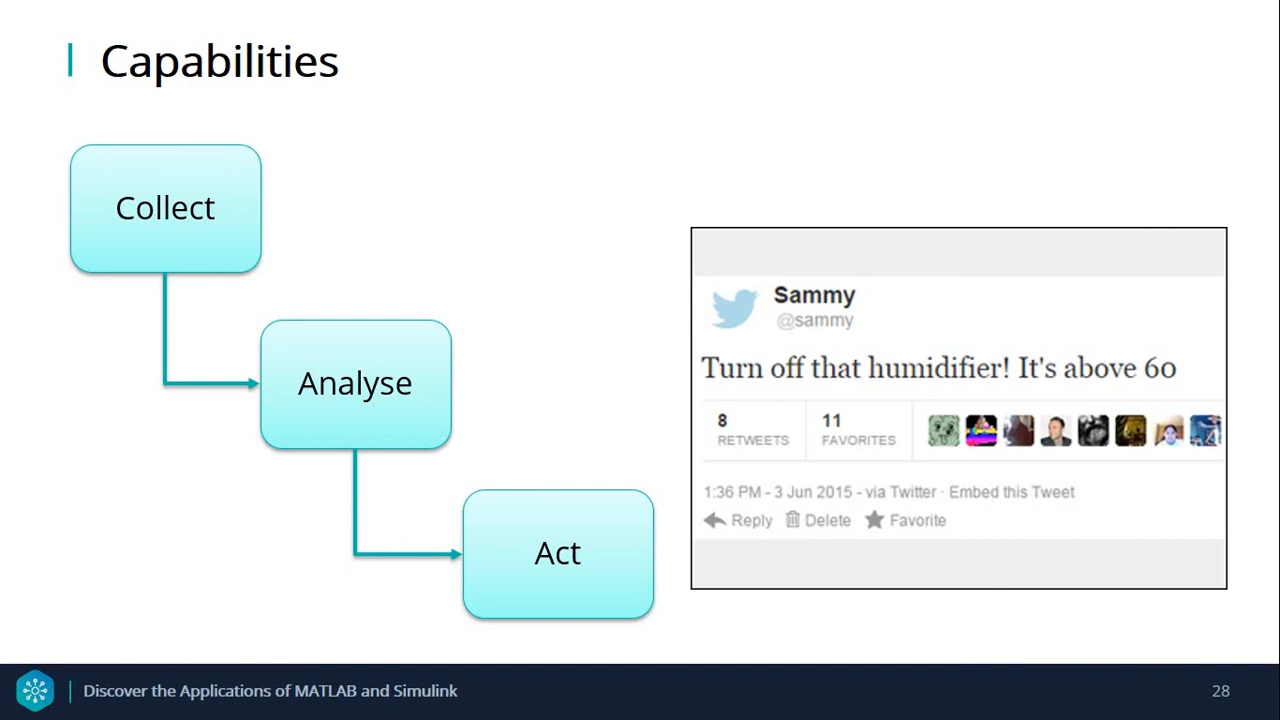 Capabilities
Collect
Analyse
Act
Sammy
@sammy
Turn off that humidifier! It's above 60
8 11
RETWEETS FAVORITES
1:36 PM - 3 Jun 2015 - via Twitter · Embed this Tweet
Reply Delete Favorite
Discover the Applications of MATLAB and Simulink 28